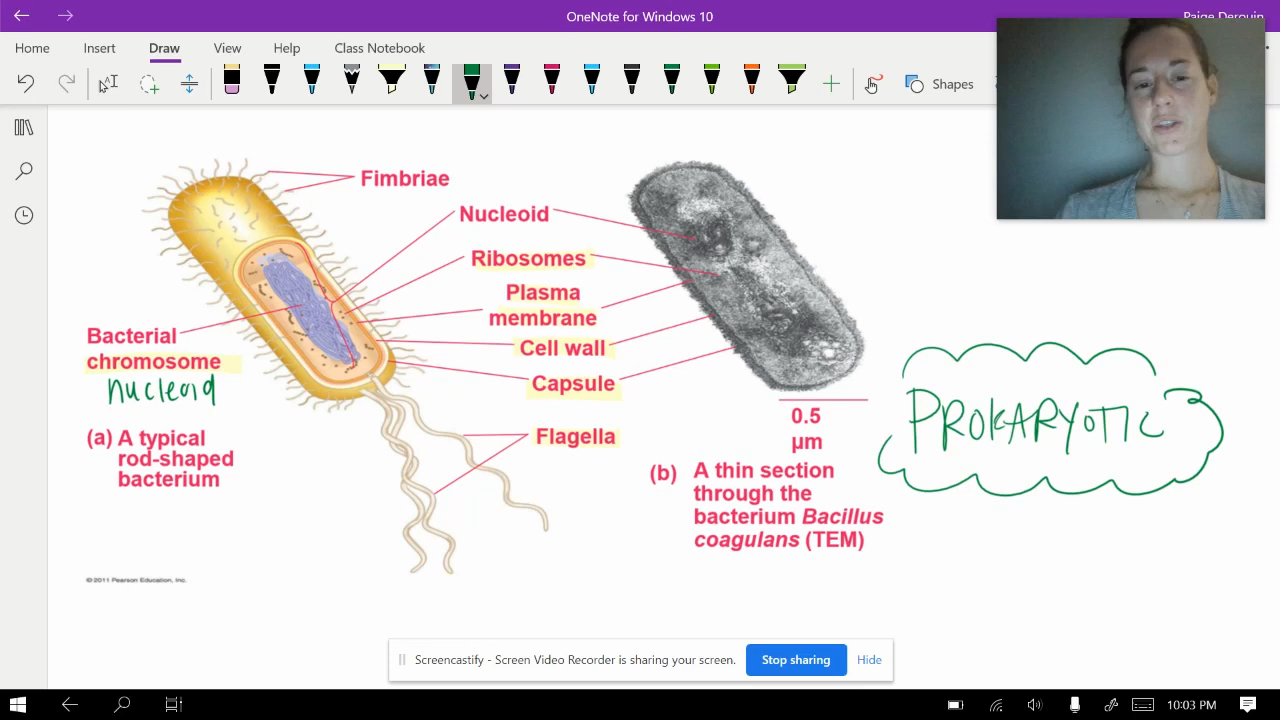 OneNote for Windows 10
Paige Derouin
Home Insert Draw View Help Class Notebook
Shapes
Fimbriae
Nucleoid
Ribosomes
Plasma
membrane
Cell wall
Capsule
Flagella
Bacterial
chromosome
nucleoid
(a) A typical
rod-shaped
bacterium
0.5
µm
(b) A thin section
through the
bacterium Bacillus
coagulans (TEM)
PROKARYOTIC
© 2011 Pearson Education, Inc.
Screencastify - Screen Video Recorder is sharing your screen. Stop sharing Hide
10:03 PM